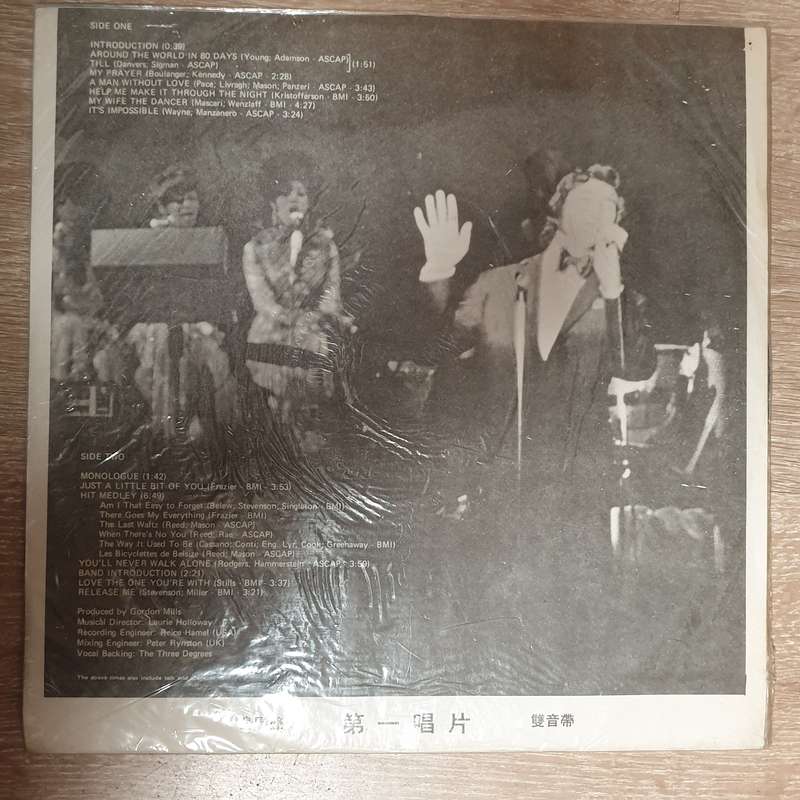 SIDE ONE
INTRODUCTION (0:39)
AROUND THE WORLD IN 80 DAYS (Young; Adamson - ASCAP)
TILL (Danvers, Sigman - ASCAP) (1:51)
MY PRAYER (Boulanger, Kennedy - ASCAP - 2:28)
A MAN WITHOUT LOVE (Pace; Livragh; Mason; Panzeri - ASCAP - 3:43)
HELP ME MAKE IT THROUGH THE NIGHT (Kristofferson - BMI - 3:50)
MY WIFE THE DANCER (Mascari; Wenzlaff - BMI - 4:27)
IT'S IMPOSSIBLE (Wayne; Manzanero - ASCAP - 3:24)
SIDE TWO
MONOLOGUE (1:42)
JUST A LITTLE BIT OF YOU (Frazier - BMI - 3:53)
HIT MEDLEY (6:49)
Am I That Easy to Forget (Belew; Stevenson; Singleton - BMI)
There Goes My Everything (Frazier - BMI)
The Last Waltz (Reed; Mason - ASCAP)
When There's No You (Reed; Rae - ASCAP)
The Way It Used To Be (Cassano; Conti; Eng. Lyr. Cook; Greenaway - BMI)
Les Bicyclettes de Belsize (Reed; Mason - ASCAP)
YOU'LL NEVER WALK ALONE (Rodgers, Hammerstein - ASCAP - 3:59)
BAND INTRODUCTION (2:21)
LOVE THE ONE YOU'RE WITH (Stills - BMI - 3:37)
RELEASE ME (Stevenson; Miller - BMI - 3:21)
Produced by Gordon Mills
Musical Director: Laurie Holloway
Recording Engineer: Reice Hamel (USA)
Mixing Engineer: Peter Rynston (UK)
Vocal Backing: The Three Degrees
The above times also include talk and
第一唱片 雙音帶